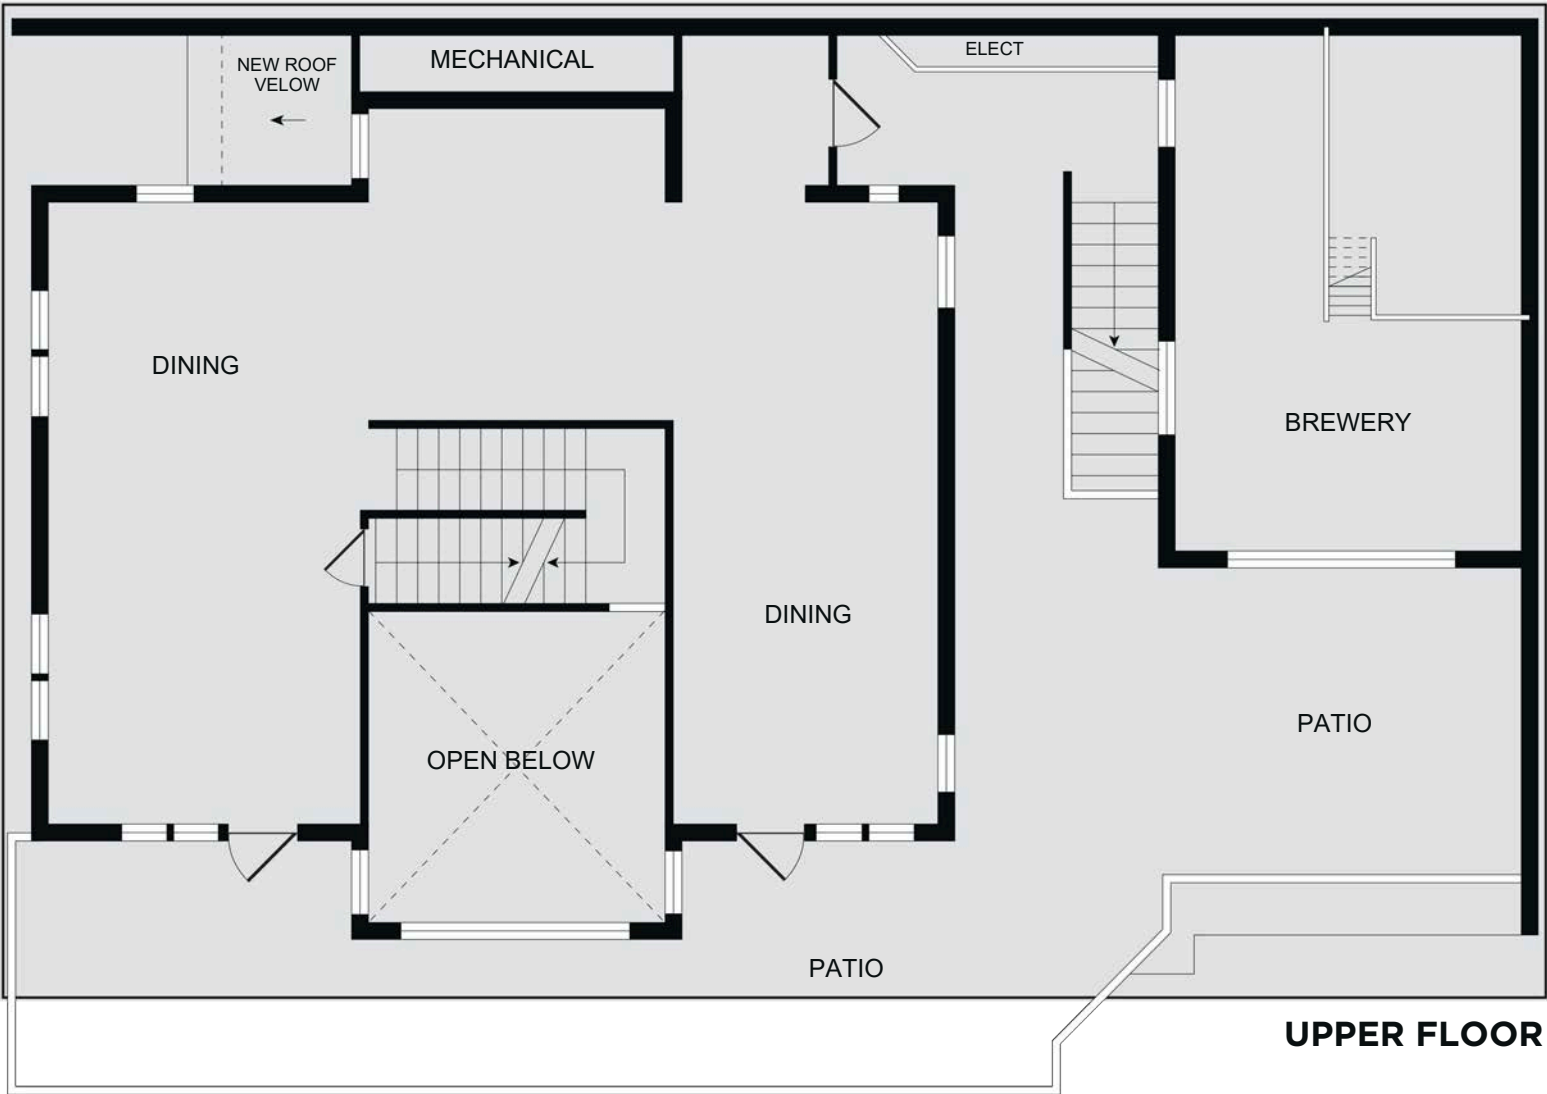 NEW ROOF
VELOW
MECHANICAL
ELECT
DINING
BREWERY
DINING
OPEN BELOW
PATIO
PATIO
UPPER FLOOR